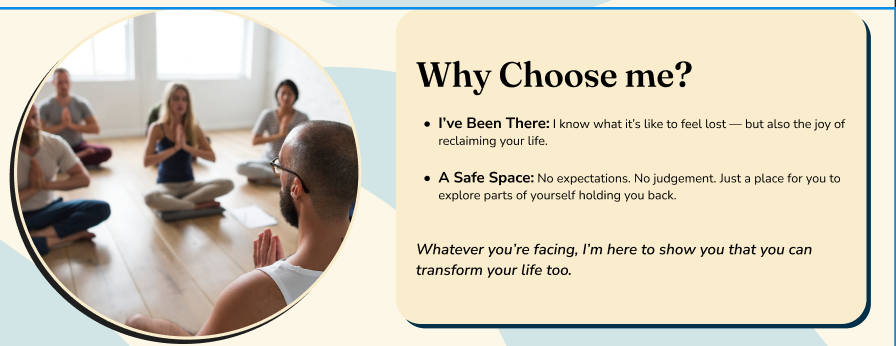 Why Choose me?
• I've Been There: I know what it's like to feel lost — but also the joy of
reclaiming your life.
• A Safe Space: No expectations. No judgement. Just a place for you to
explore parts of yourself holding you back.
Whatever you're facing, I'm here to show you that you can
transform your life too.